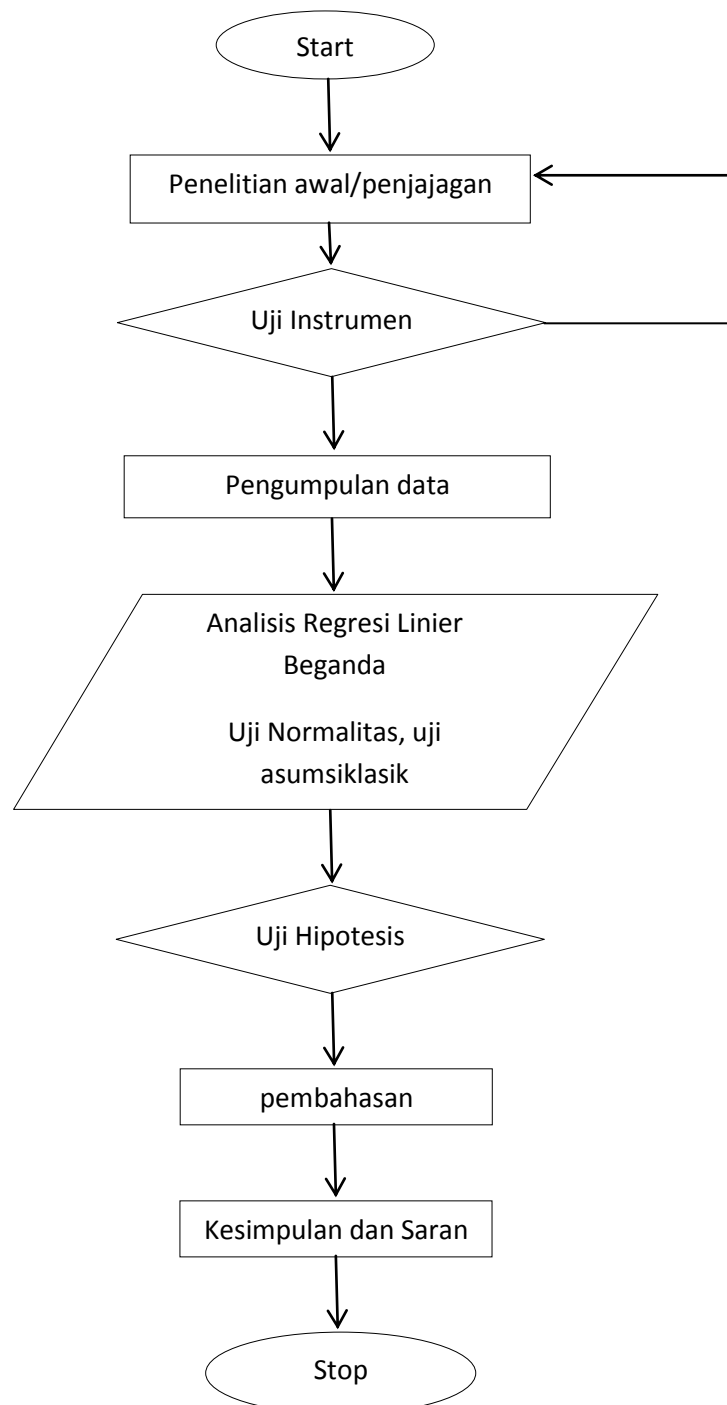 Start
Penelitian awal/penjajagan
Uji Instrumen
Pengumpulan data
Analisis Regresi Linier
Beganda
Uji Normalitas, uji
asumsiklasik
Uji Hipotesis
pembahasan
Kesimpulan dan Saran
Stop